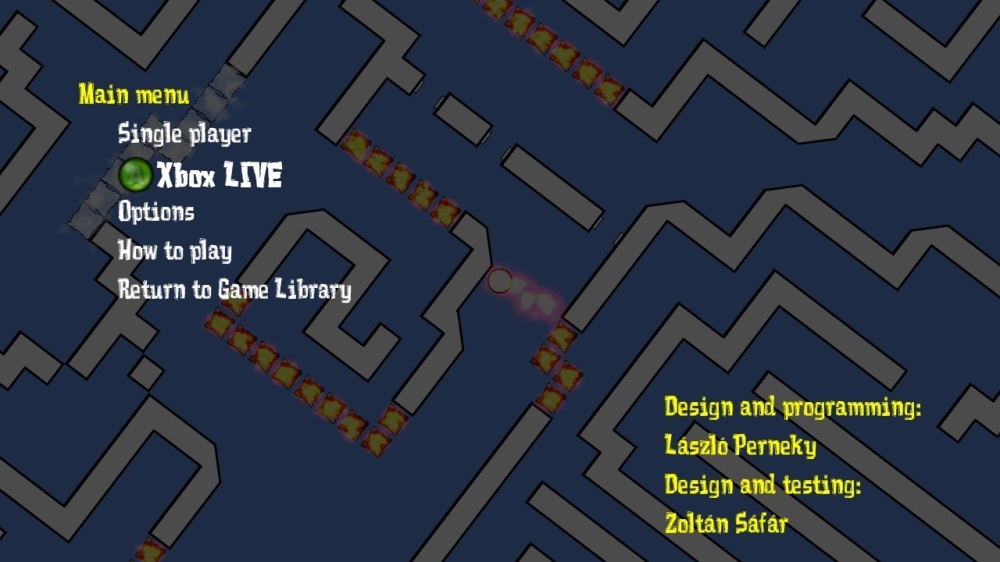 Main menu
Single player
Xbox LIVE
Options
How to play
Return to Game Library
Design and programming:
László Perneky
Design and testing:
Zoltán Sáfár